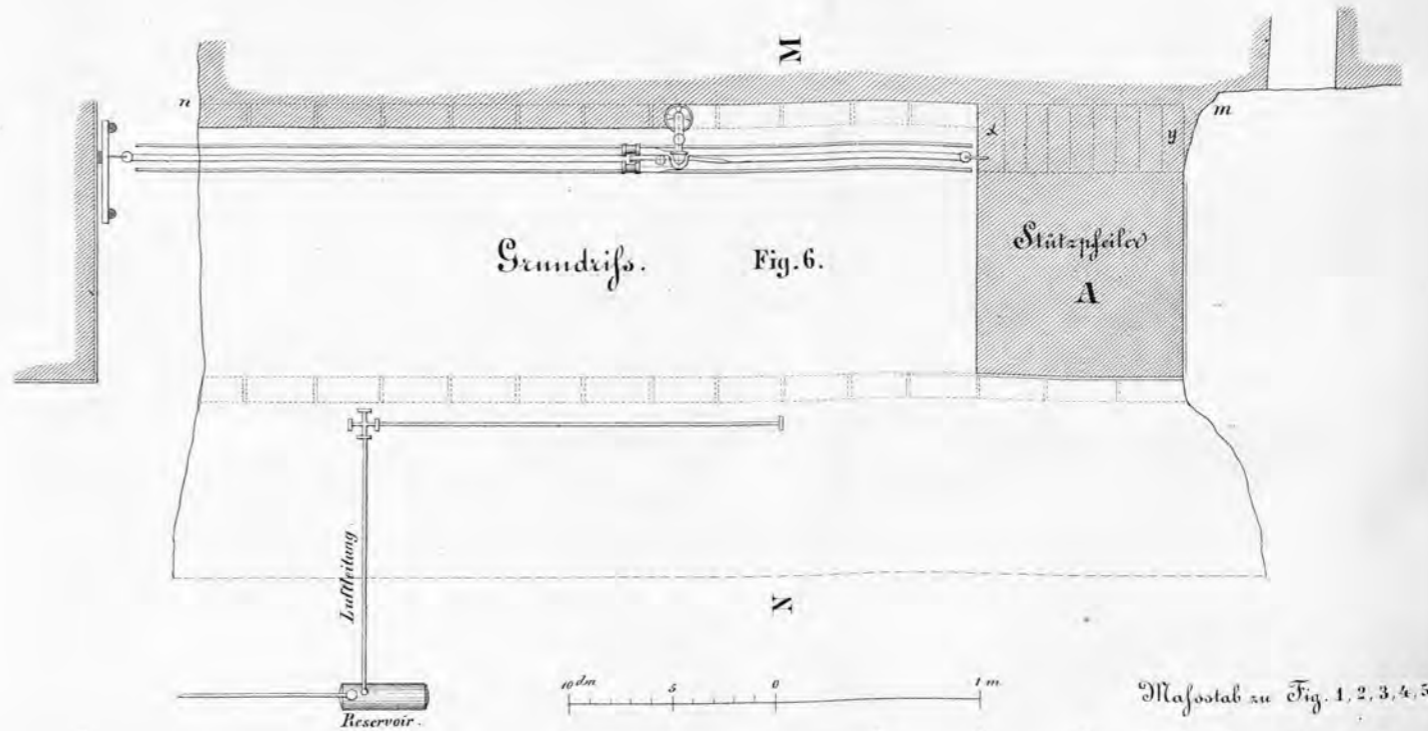 M
n
m
x
y
Stützpfeiler
A
Grundriſs.
Fig. 6.
Luftleitung
N
10 dm 5 0 1 m.
Reservoir.
Maſsstab zu Fig. 1, 2, 3, 4, 5